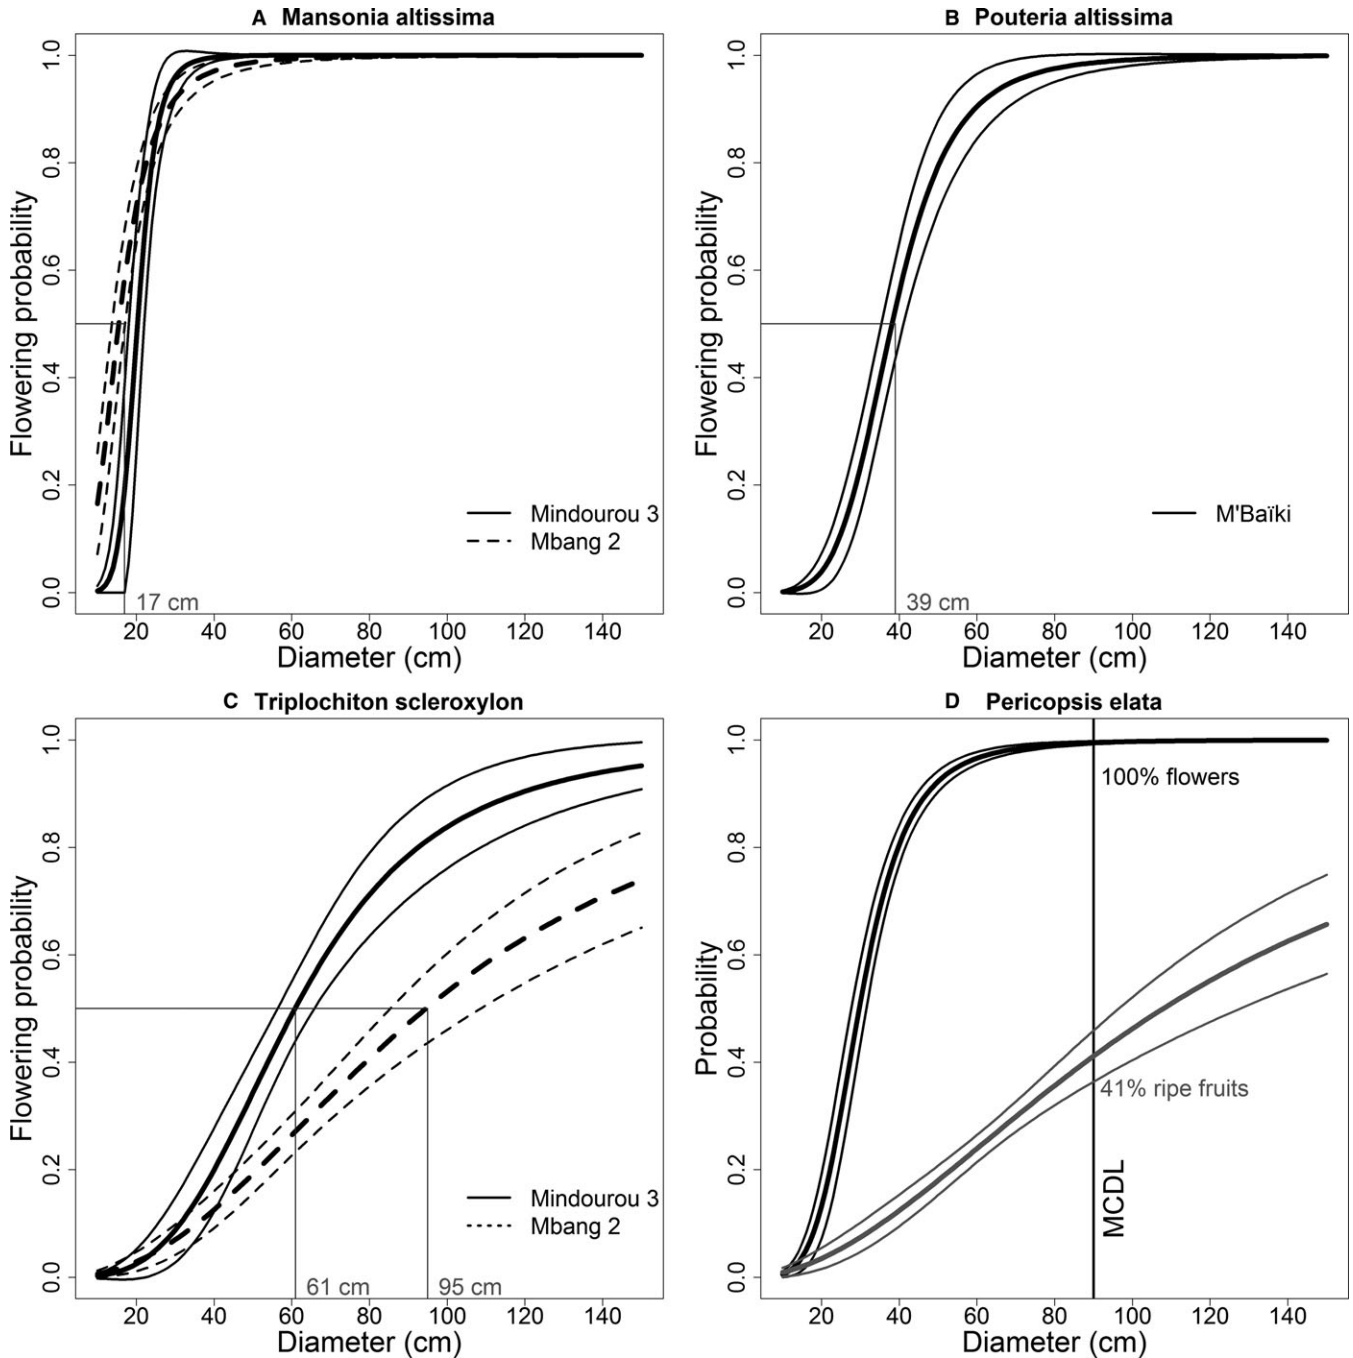 A Mansonia altissima
Flowering probability
1.0
0.8
0.6
0.4
0.2
0.0
Mindourou 3
Mbang 2
17 cm
20 40 60 80 100 120 140
Diameter (cm)
B Pouteria altissima
Flowering probability
1.0
0.8
0.6
0.4
0.2
0.0
M'Baïki
39 cm
20 40 60 80 100 120 140
Diameter (cm)
C Triplochiton scleroxylon
Flowering probability
1.0
0.8
0.6
0.4
0.2
0.0
Mindourou 3
Mbang 2
61 cm 95 cm
20 40 60 80 100 120 140
Diameter (cm)
D Pericopsis elata
Probability
1.0
0.8
0.6
0.4
0.2
0.0
100% flowers
41% ripe fruits
MCDL
20 40 60 80 100 120 140
Diameter (cm)